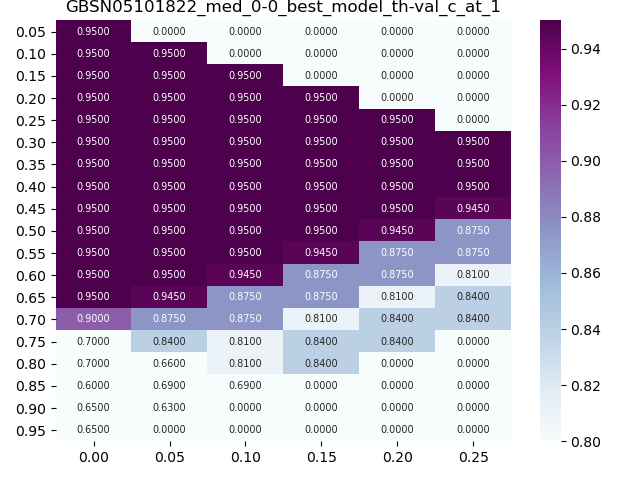 GBSN05101822_med_0-0_best_model_th-val_c_at_1
0.05 0.9500 0.0000 0.0000 0.0000 0.0000 0.0000
0.10 0.9500 0.9500 0.0000 0.0000 0.0000 0.0000
0.15 0.9500 0.9500 0.9500 0.0000 0.0000 0.0000
0.20 0.9500 0.9500 0.9500 0.9500 0.0000 0.0000
0.25 0.9500 0.9500 0.9500 0.9500 0.9500 0.0000
0.30 0.9500 0.9500 0.9500 0.9500 0.9500 0.9500
0.35 0.9500 0.9500 0.9500 0.9500 0.9500 0.9500
0.40 0.9500 0.9500 0.9500 0.9500 0.9500 0.9500
0.45 0.9500 0.9500 0.9500 0.9500 0.9500 0.9450
0.50 0.9500 0.9500 0.9500 0.9500 0.9450 0.8750
0.55 0.9500 0.9500 0.9500 0.9450 0.8750 0.8750
0.60 0.9500 0.9500 0.9450 0.8750 0.8750 0.8100
0.65 0.9500 0.9450 0.8750 0.8750 0.8100 0.8400
0.70 0.9000 0.8750 0.8750 0.8100 0.8400 0.8400
0.75 0.7000 0.8400 0.8100 0.8400 0.8400 0.0000
0.80 0.7000 0.6600 0.8100 0.8400 0.0000 0.0000
0.85 0.6000 0.6900 0.6900 0.0000 0.0000 0.0000
0.90 0.6500 0.6300 0.0000 0.0000 0.0000 0.0000
0.95 0.6500 0.0000 0.0000 0.0000 0.0000 0.0000
0.00 0.05 0.10 0.15 0.20 0.25
0.94
0.92
0.90
0.88
0.86
0.84
0.82
0.80